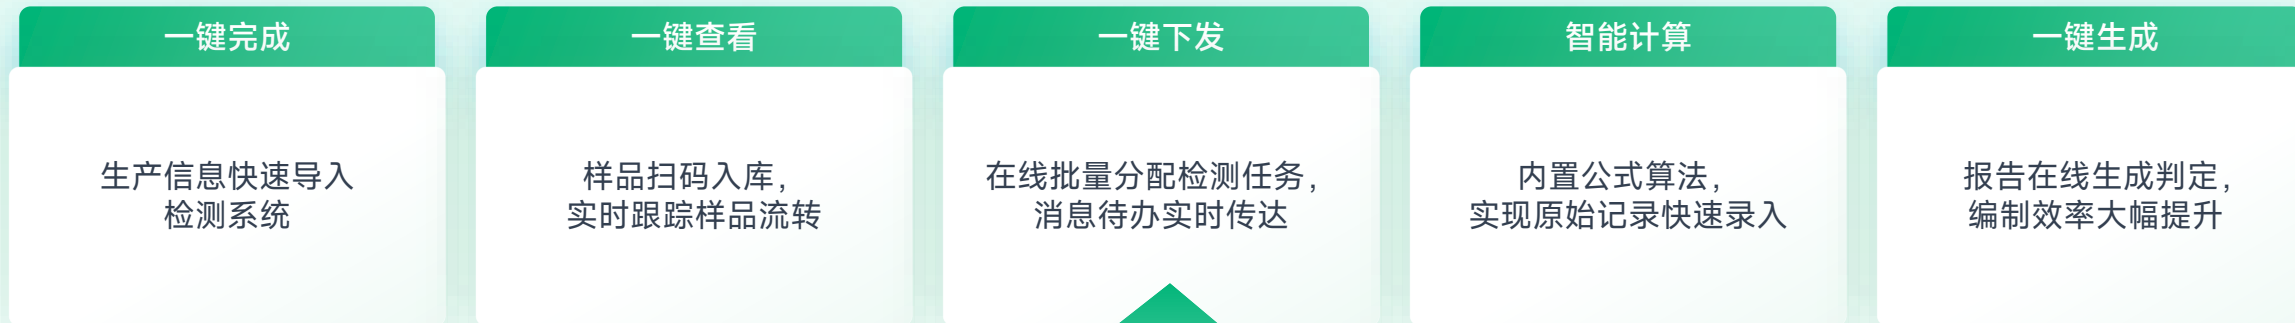 一键完成
生产信息快速导入
检测系统
一键查看
样品扫码入库，
实时跟踪样品流转
一键下发
在线批量分配检测任务，
消息待办实时传达
智能计算
内置公式算法，
实现原始记录快速录入
一键生成
报告在线生成判定，
编制效率大幅提升